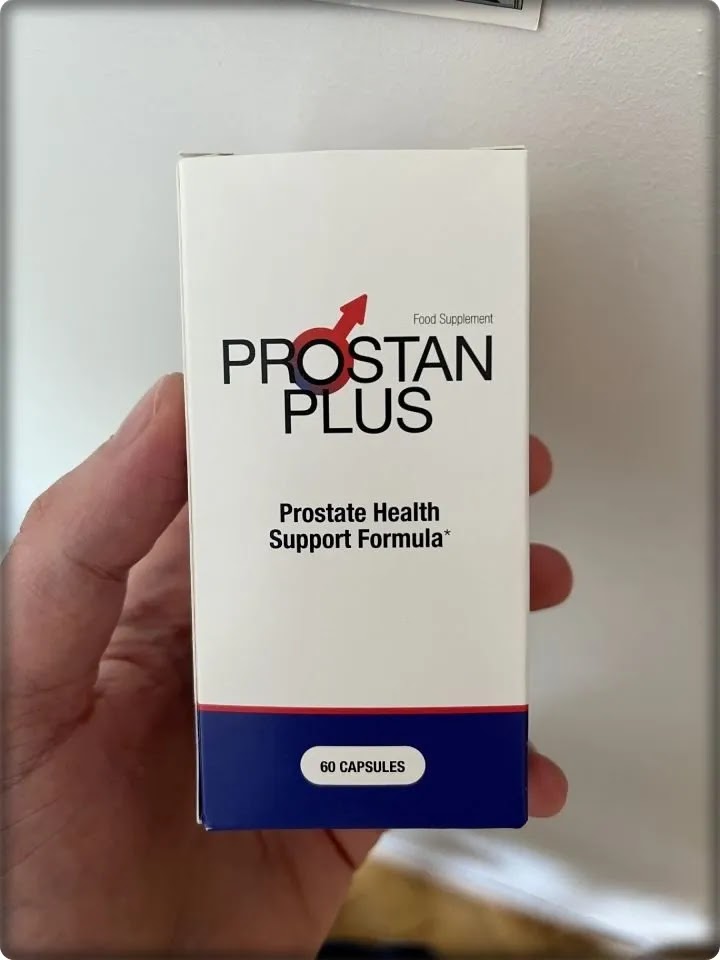 Food Supplement
PROSTAN
PLUS
Prostate Health
Support Formula*
60 CAPSULES